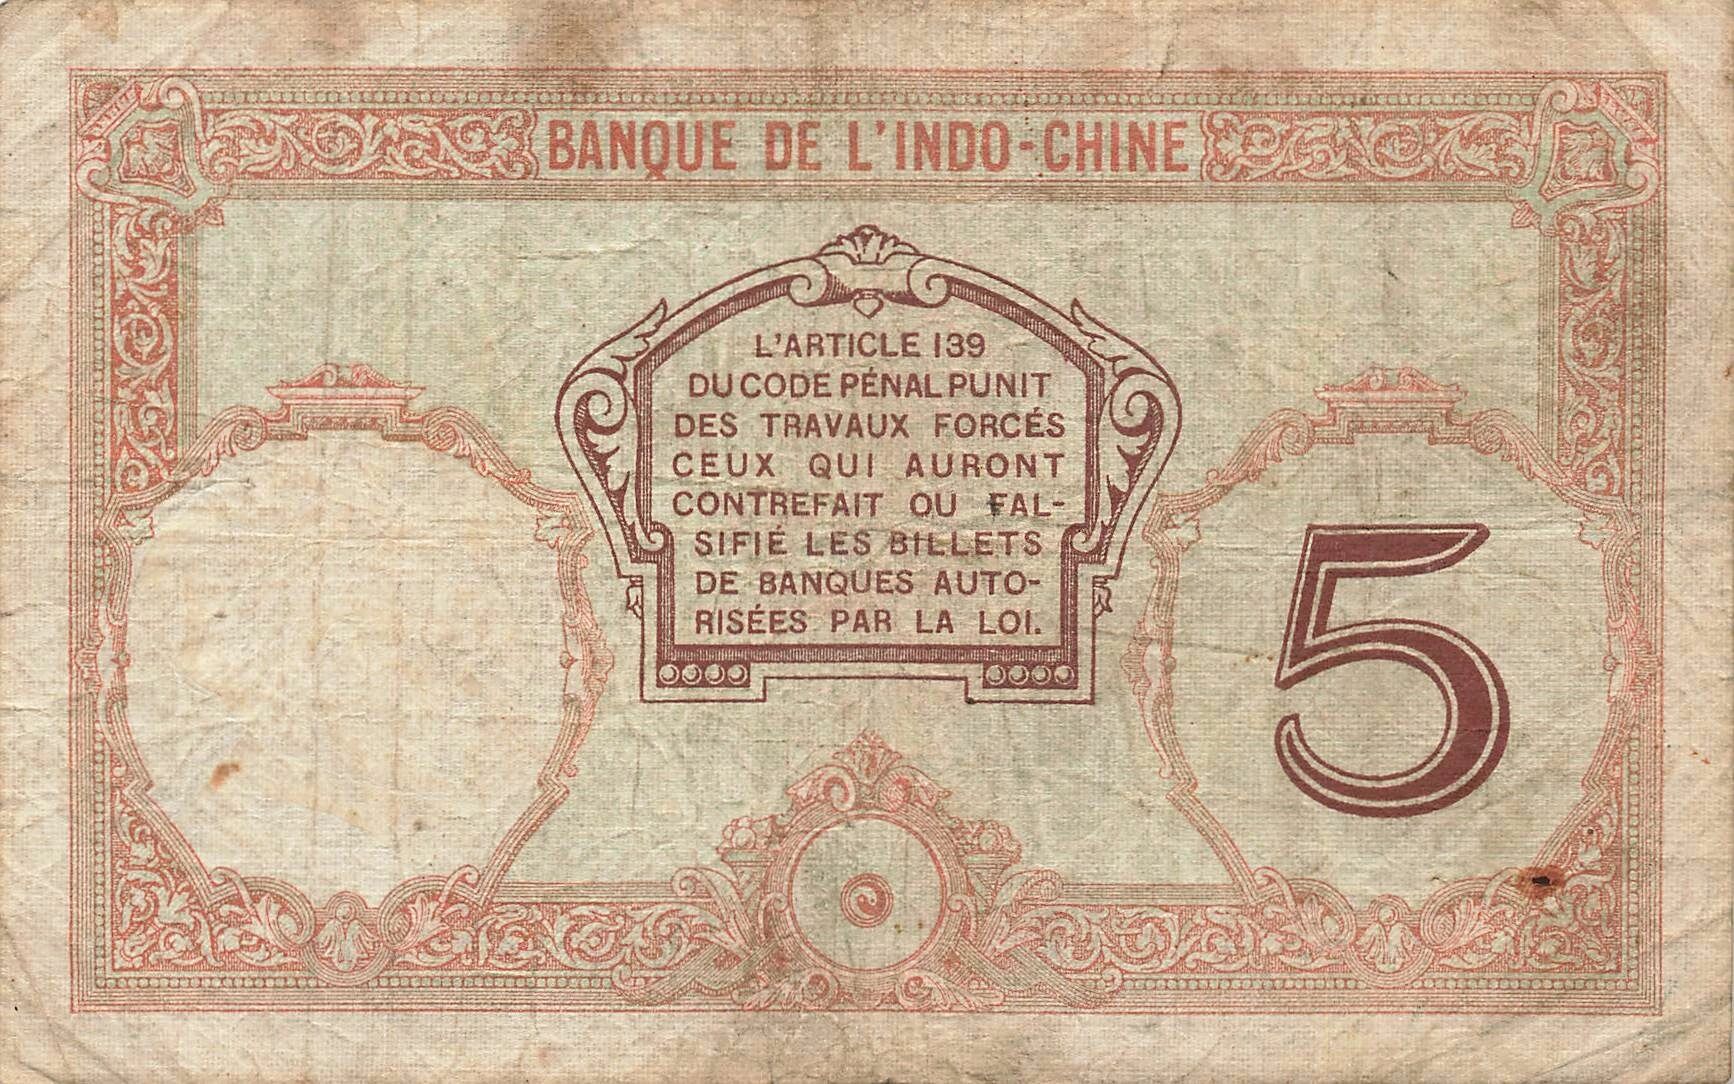 BANQUE DE L'INDO-CHINE
L'ARTICLE 139
DU CODE PÉNAL PUNIT
DES TRAVAUX FORCÉS
CEUX QUI AURONT
CONTREFAIT OU FAL-
SIFIÉ LES BILLETS
DE BANQUES AUTO-
RISÉES PAR LA LOI.
5